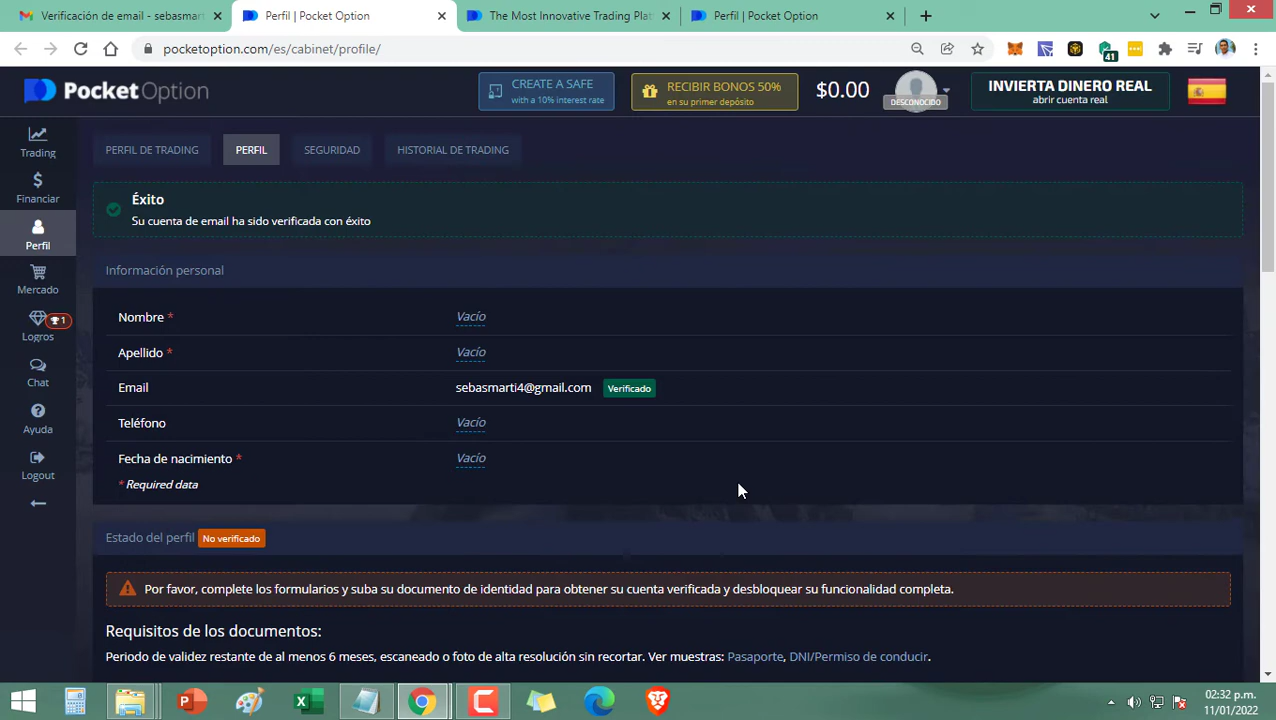 Verificación de email - sebasmart
Perfil | Pocket Option
The Most Innovative Trading Plat
Perfil | Pocket Option
pocketoption.com/es/cabinet/profile/
41
PocketOption
CREATE A SAFE
with a 10% interest rate
RECIBIR BONOS 50%
en su primer depósito
$0.00
DESCONOCIDO
INVIERTA DINERO REAL
abrir cuenta real
Trading
Financiar
Perfil
Mercado
1
Logros
Chat
Ayuda
Logout
PERFIL DE TRADING
PERFIL
SEGURIDAD
HISTORIAL DE TRADING
Éxito
Su cuenta de email ha sido verificada con éxito
Información personal
Nombre * Vacío
Apellido * Vacío
Email sebasmarti4@gmail.com Verificado
Teléfono Vacío
Fecha de nacimiento * Vacío
* Required data
Estado del perfil No verificado
Por favor, complete los formularios y suba su documento de identidad para obtener su cuenta verificada y desbloquear su funcionalidad completa.
Requisitos de los documentos:
Periodo de validez restante de al menos 6 meses, escaneado o foto de alta resolución sin recortar. Ver muestras: Pasaporte, DNI/Permiso de conducir.
02:32 p.m.
11/01/2022